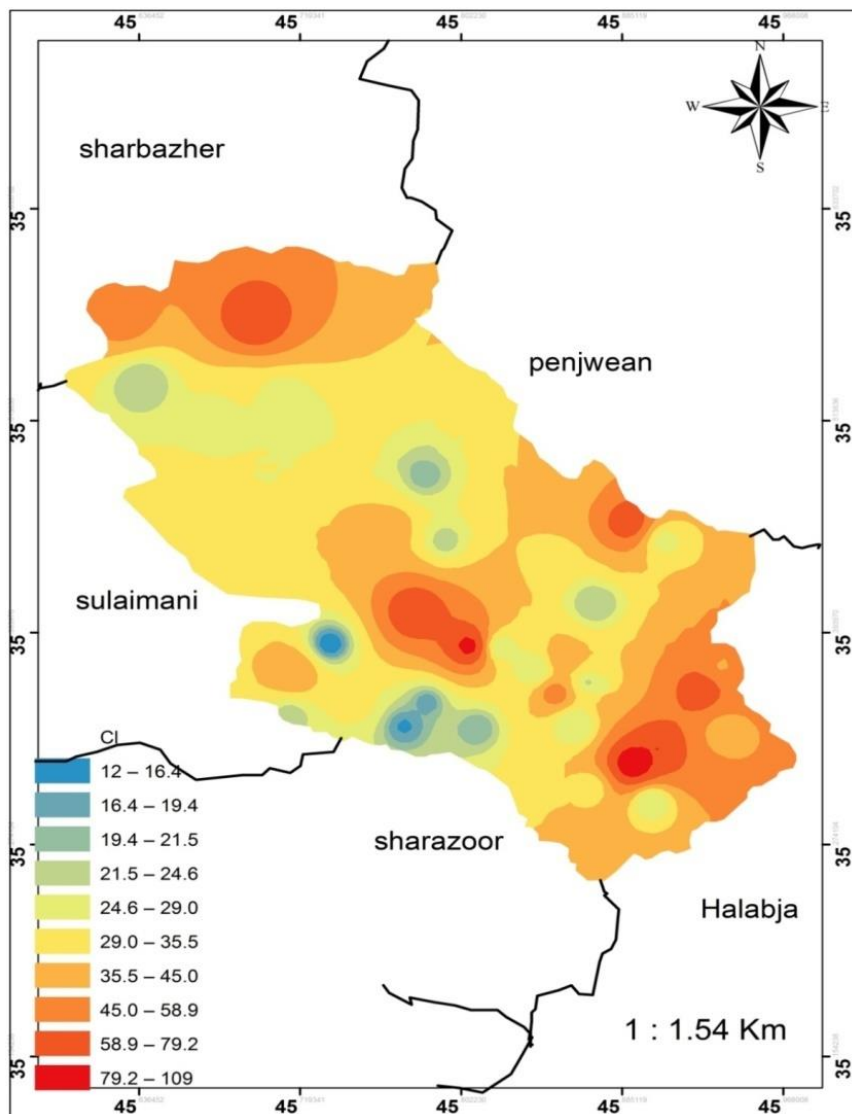 45 45 45 45 45
N
W E
S
sharbazher
35 35
penjwean
35 35
sulaimani
35 35
Cl
12 – 16.4
16.4 – 19.4
19.4 – 21.5
21.5 – 24.6
24.6 – 29.0
29.0 – 35.5
35.5 – 45.0
45.0 – 58.9
58.9 – 79.2
79.2 – 109
sharazoor
35 35
Halabja
1 : 1.54 Km
35 35
45 45 45 45 45